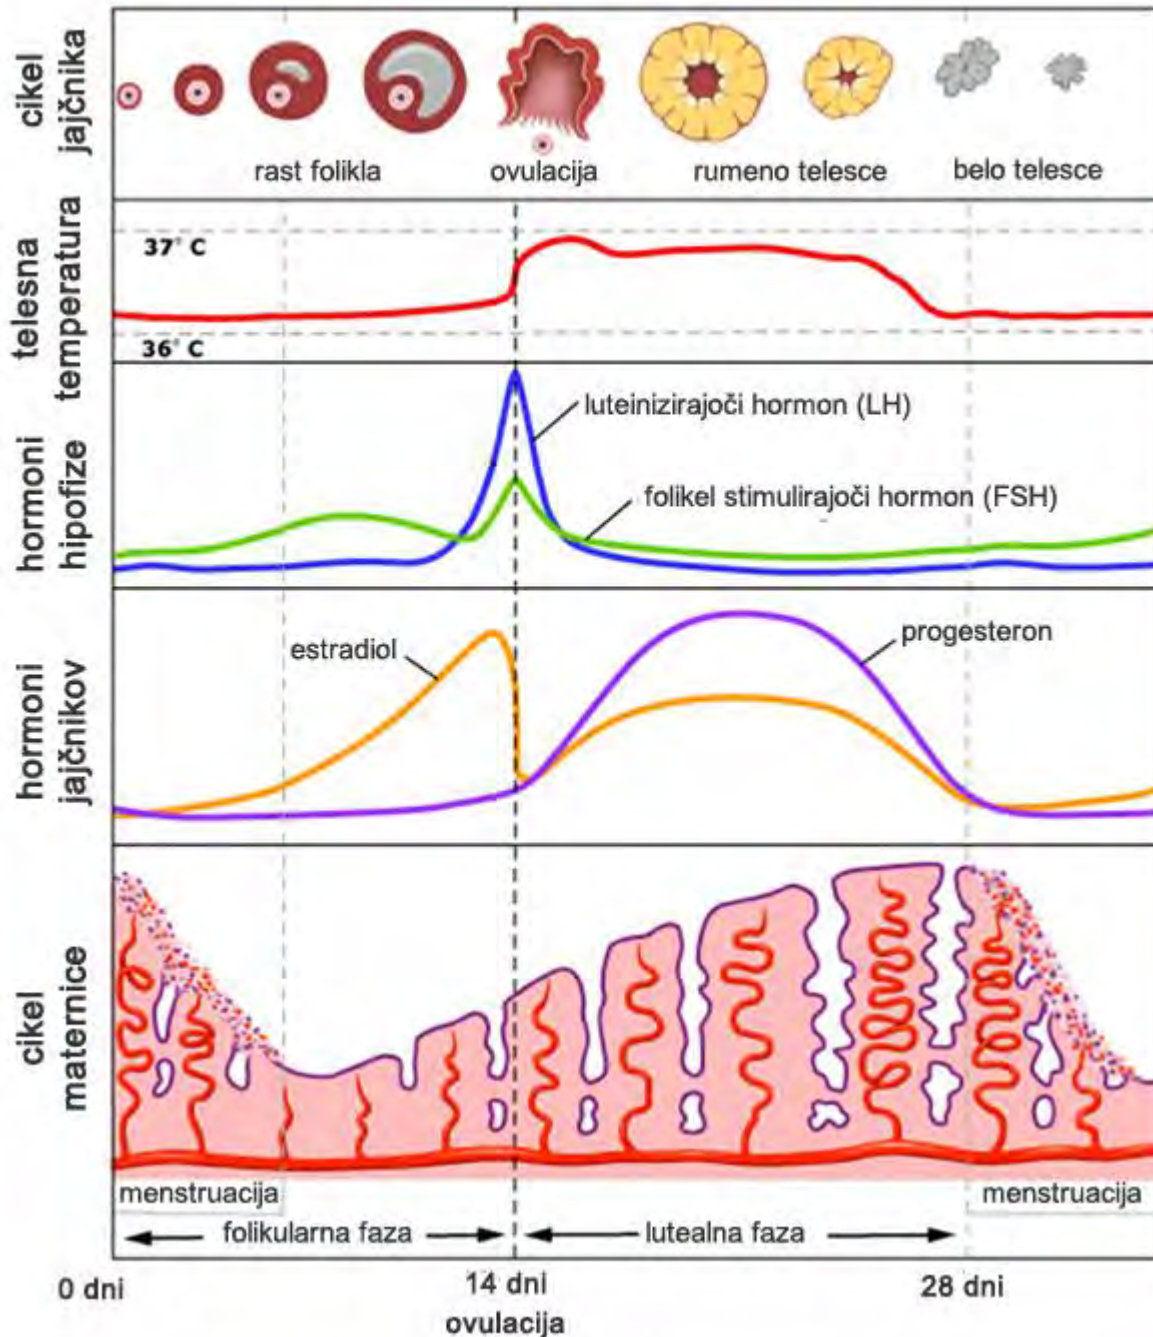 cikel
jajčnika
rast folikla
ovulacija
rumeno telesce
belo telesce
telesna
temperatura
37° C
36° C
hormoni
hipofize
luteinizirajoči hormon (LH)
folikel stimulirajoči hormon (FSH)
hormoni
jajčnikov
estradiol
progesteron
cikel
maternice
menstruacija
menstruacija
folikularna faza
lutealna faza
0 dni
14 dni
28 dni
ovulacija